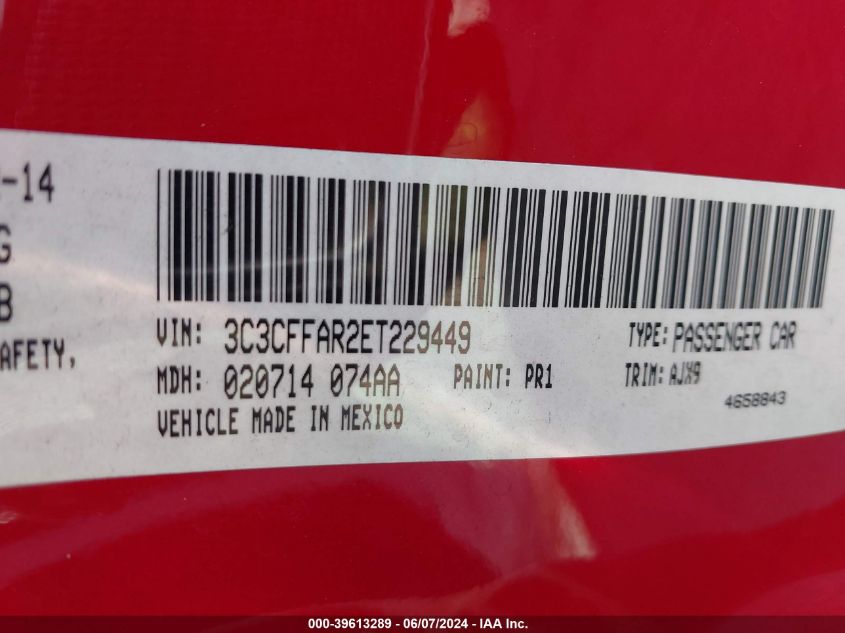 -14
G
B
AFETY,
VIN: 3C3CFFAR2ET229449 TYPE: PASSENGER CAR
MDH: 020714 074AA PAINT: PR1 TRIM: AJX9
VEHICLE MADE IN MEXICO 4658843
000-39613289 - 06/07/2024 - IAA Inc.